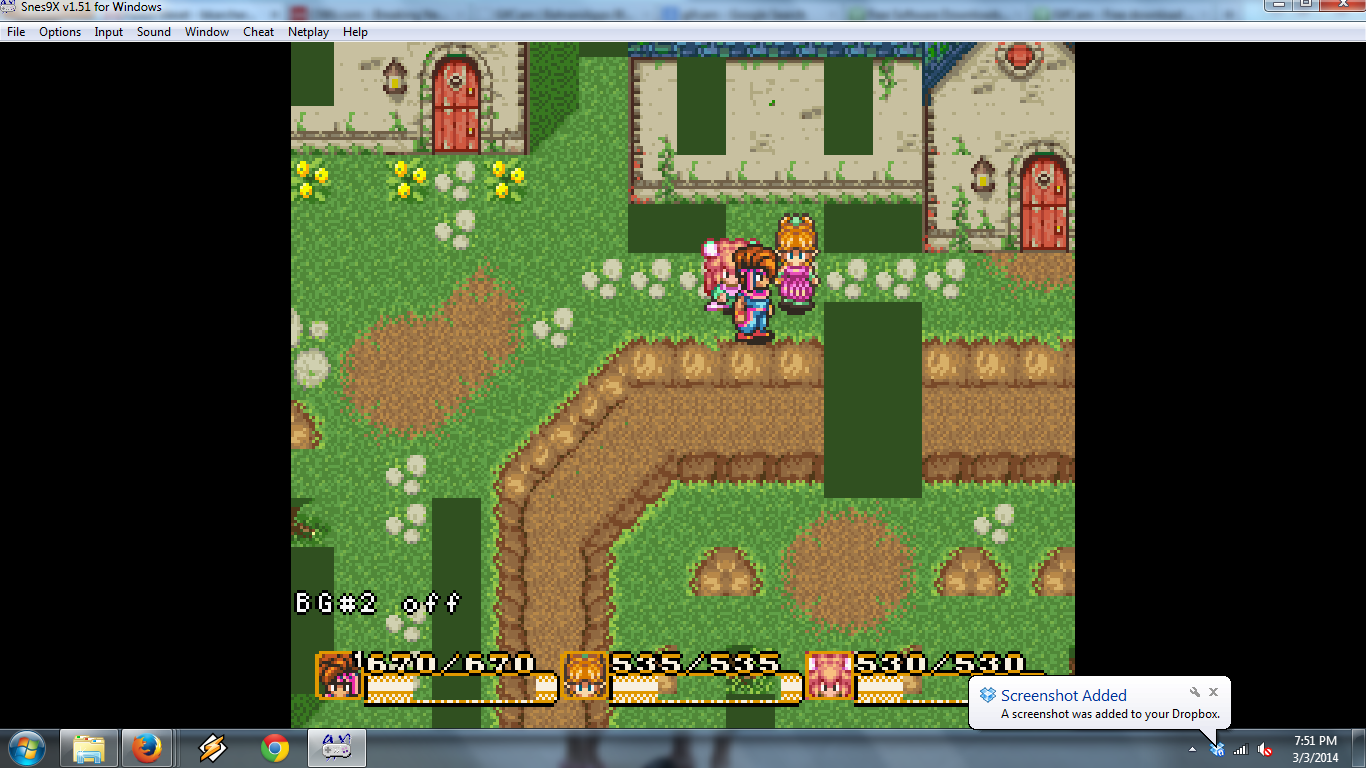 Snes9X v1.51 for Windows
File Options Input Sound Window Cheat Netplay Help
BG#2 off
670/670 535/535 530/530
Screenshot Added
A screenshot was added to your Dropbox.
7:51 PM
3/3/2014